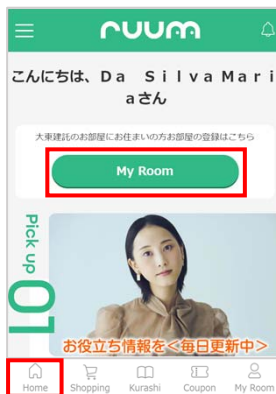 ruum
こんにちは、Da Silva Mari
aさん
大東建託のお部屋にお住まいの方お部屋の登録はこちら
My Room
Pick up
01
お役立ち情報を<毎日更新中>
Home Shopping Kurashi Coupon My Room